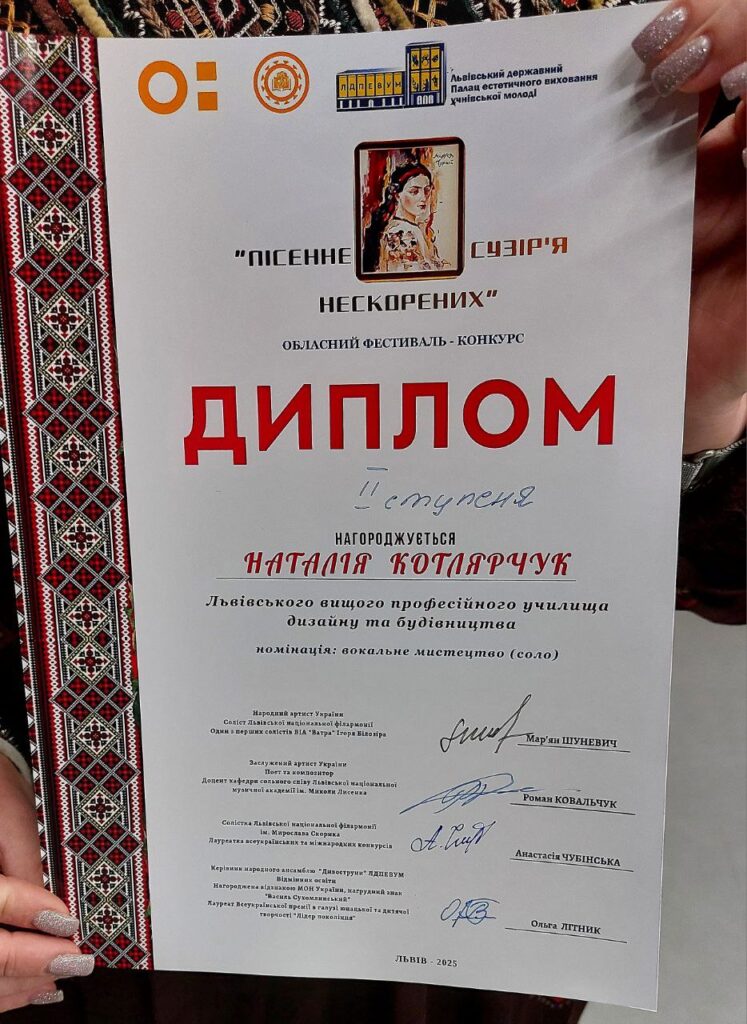 ЛДПЕВУМ
Львівський державний
Палац естетичного виховання
учнівської молоді
"ПІСЕННЕ СУЗІР'Я
НЕСКОРЕНИХ"
ОБЛАСНИЙ ФЕСТИВАЛЬ - КОНКУРС
ДИПЛОМ
II ступеня
НАГОРОДЖУЄТЬСЯ
НАТАЛІЯ КОТЛЯРЧУК
Львівського вищого професійного училища
дизайну та будівництва
номінація: вокальне мистецтво (соло)
Народний артист України
Соліст Львівської національної філармонії
Один з перших солістів ВІА "Ватра" Ігоря Білозіра
Мар'ян ШУНЕВИЧ
Заслужений артист України
Поет та композитор
Доцент кафедри сольного співу Львівської національної
музичної академії ім. Миколи Лисенка
Роман КОВАЛЬЧУК
Солістка Львівської національної філармонії
ім. Мирослава Скорика
Лауреатка всеукраїнських та міжнародних конкурсів
Анастасія ЧУБІНСЬКА
Керівник народного ансамблю "Дивоструни" ЛДПЕВУМ
Відмінник освіти
Нагороджена відзнакою МОН України, нагрудний знак
"Василь Сухомлинський"
Лауреат Всеукраїнської премії в галузі юнацької та дитячої
творчості "Лідер покоління"
Ольга ЛІТНИК
ЛЬВІВ - 2025